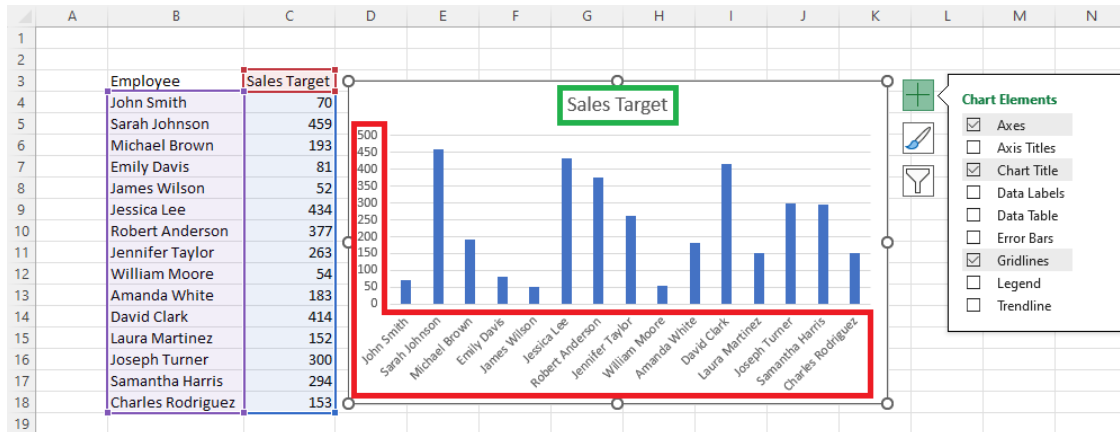 A B C D E F G H I J K L M N
1
2
3 Employee Sales Target
4 John Smith 70
5 Sarah Johnson 459
6 Michael Brown 193
7 Emily Davis 81
8 James Wilson 52
9 Jessica Lee 434
10 Robert Anderson 377
11 Jennifer Taylor 263
12 William Moore 54
13 Amanda White 183
14 David Clark 414
15 Laura Martinez 152
16 Joseph Turner 300
17 Samantha Harris 294
18 Charles Rodriguez 153
19
Sales Target
500
450
400
350
300
250
200
150
100
50
0
John Smith
Sarah Johnson
Michael Brown
Emily Davis
James Wilson
Jessica Lee
Robert Anderson
Jennifer Taylor
William Moore
Amanda White
David Clark
Laura Martinez
Joseph Turner
Samantha Harris
Charles Rodriguez
Chart Elements
Axes
Axis Titles
Chart Title
Data Labels
Data Table
Error Bars
Gridlines
Legend
Trendline